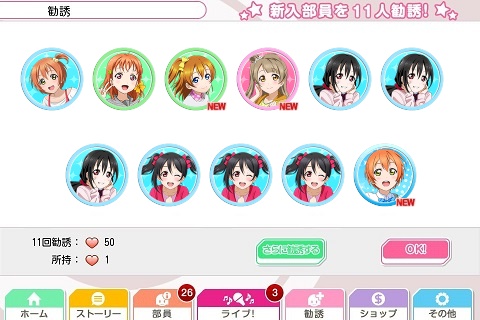 勧誘
新入部員を11人勧誘!
NEW
NEW
NEW
11回勧誘: 50
所持: 1
さらに勧誘する
OK!
26
3
ホーム
ストーリー
部員
ライブ!
勧誘
ショップ
その他